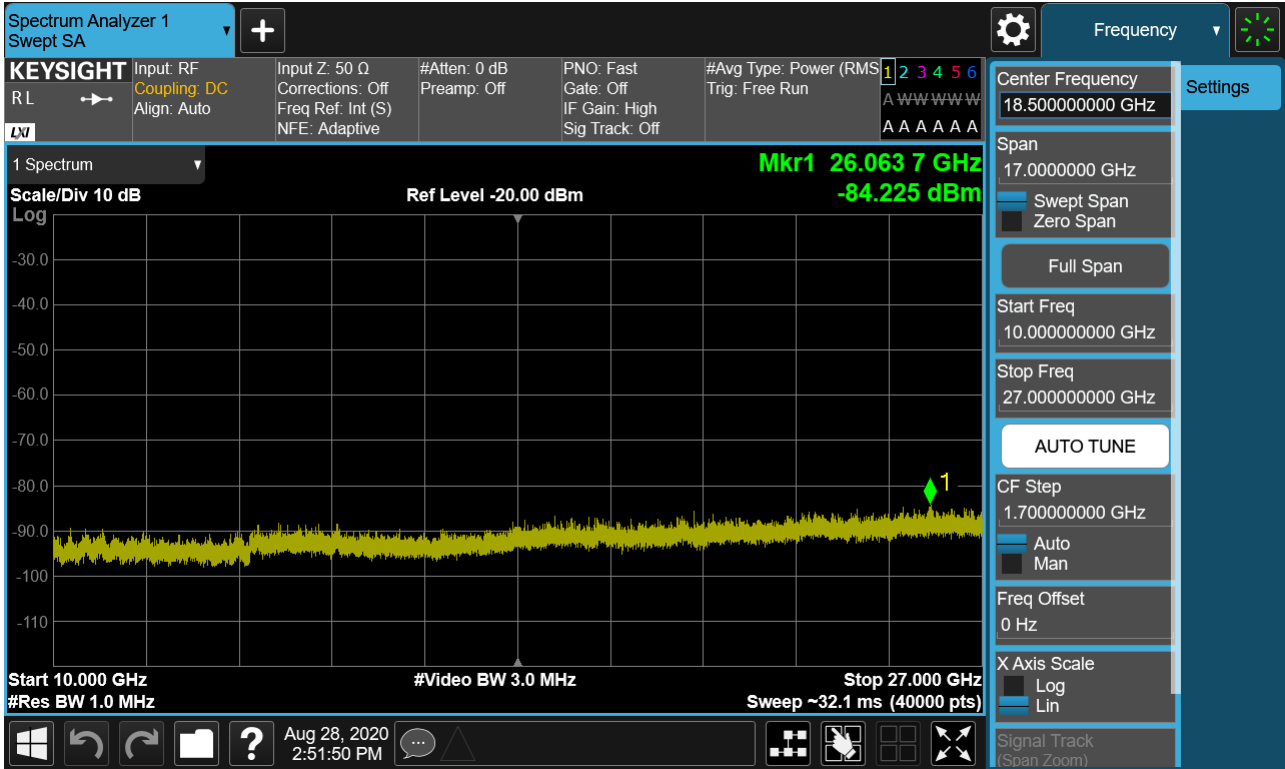 Spectrum Analyzer 1
Swept SA
Frequency
KEYSIGHT
R L
LXI
Input: RF
Coupling: DC
Align: Auto
Input Z: 50 Ω
Corrections: Off
Freq Ref: Int (S)
NFE: Adaptive
#Atten: 0 dB
Preamp: Off
PNO: Fast
Gate: Off
IF Gain: High
Sig Track: Off
#Avg Type: Power (RMS
Trig: Free Run
1 2 3 4 5 6
A W W W W W
A A A A A A
1 Spectrum
Scale/Div 10 dB
Log
Ref Level -20.00 dBm
Mkr1 26.063 7 GHz
-84.225 dBm
-30.0
-40.0
-50.0
-60.0
-70.0
-80.0
-90.0
-100
-110
1
Start 10.000 GHz
#Res BW 1.0 MHz
#Video BW 3.0 MHz
Stop 27.000 GHz
Sweep ~32.1 ms (40000 pts)
Center Frequency
18.500000000 GHz
Span
17.0000000 GHz
Swept Span
Zero Span
Full Span
Start Freq
10.000000000 GHz
Stop Freq
27.000000000 GHz
AUTO TUNE
CF Step
1.700000000 GHz
Auto
Man
Freq Offset
0 Hz
X Axis Scale
Log
Lin
Signal Track
(Span Zoom)
Settings
?
Aug 28, 2020
2:51:50 PM